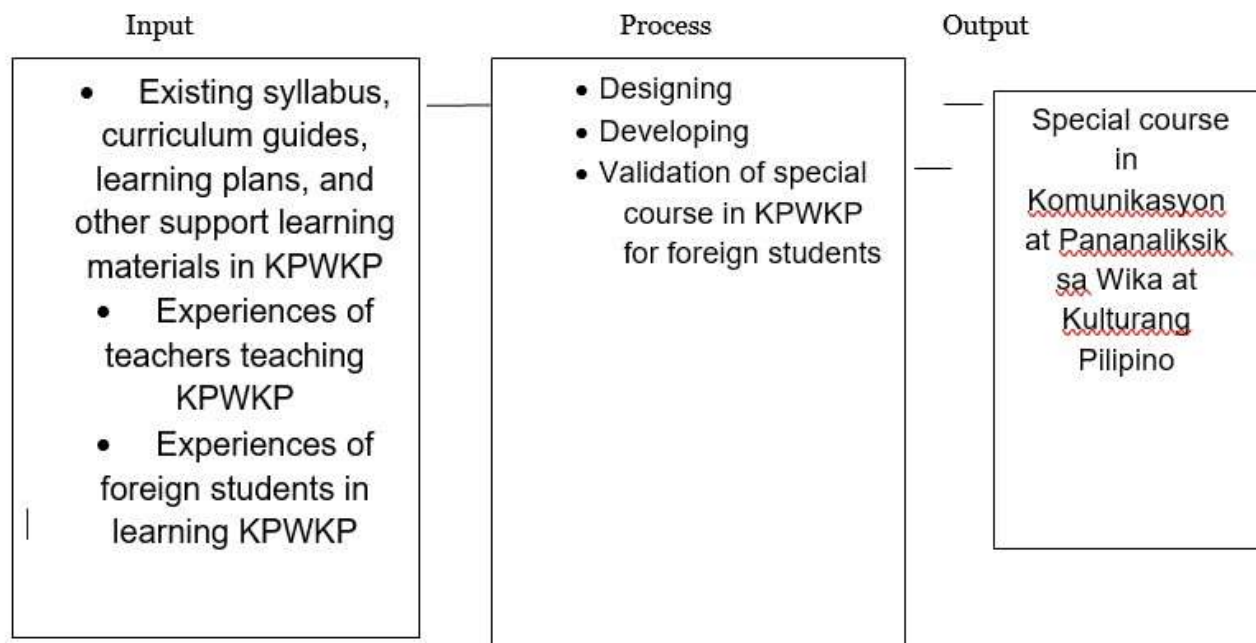 Input
Process
Output
• Existing syllabus,
curriculum guides,
learning plans, and
other support learning
materials in KPWKP
• Experiences of
teachers teaching
KPWKP
• Experiences of
foreign students in
learning KPWKP
• Designing
• Developing
• Validation of special
course in KPWKP
for foreign students
Special course
in
Komunikasyon
at Pananaliksik
sa Wika at
Kulturang
Pilipino